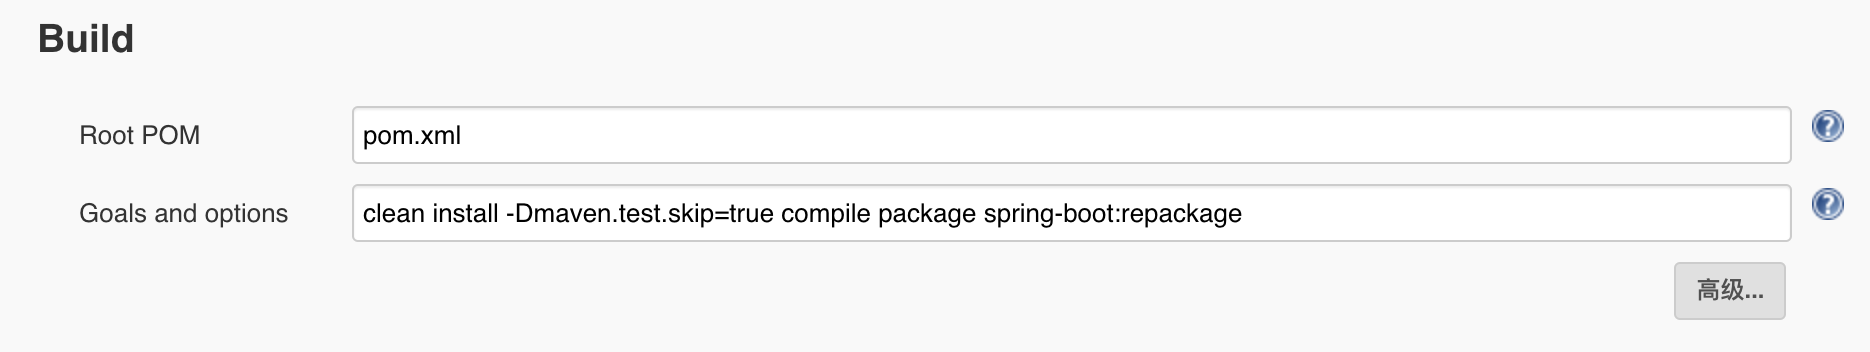 Build
Root POM
pom.xml
Goals and options
clean install -Dmaven.test.skip=true compile package spring-boot:repackage
高级...